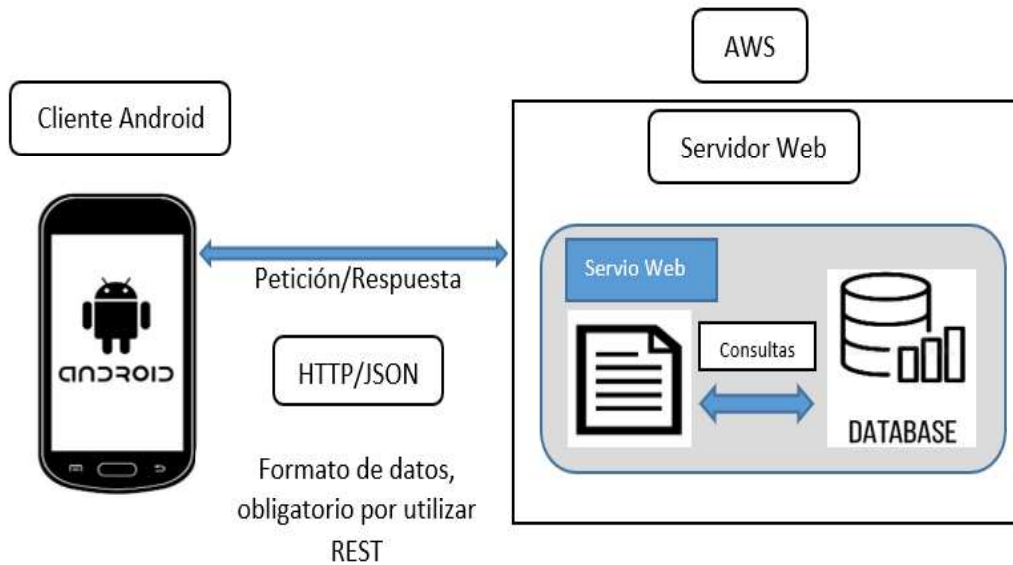 AWS
Cliente Android
Servidor Web
Petición/Respuesta
Servio Web
Consultas
ANDROID
HTTP/JSON
DATABASE
Formato de datos,
obligatorio por utilizar
REST